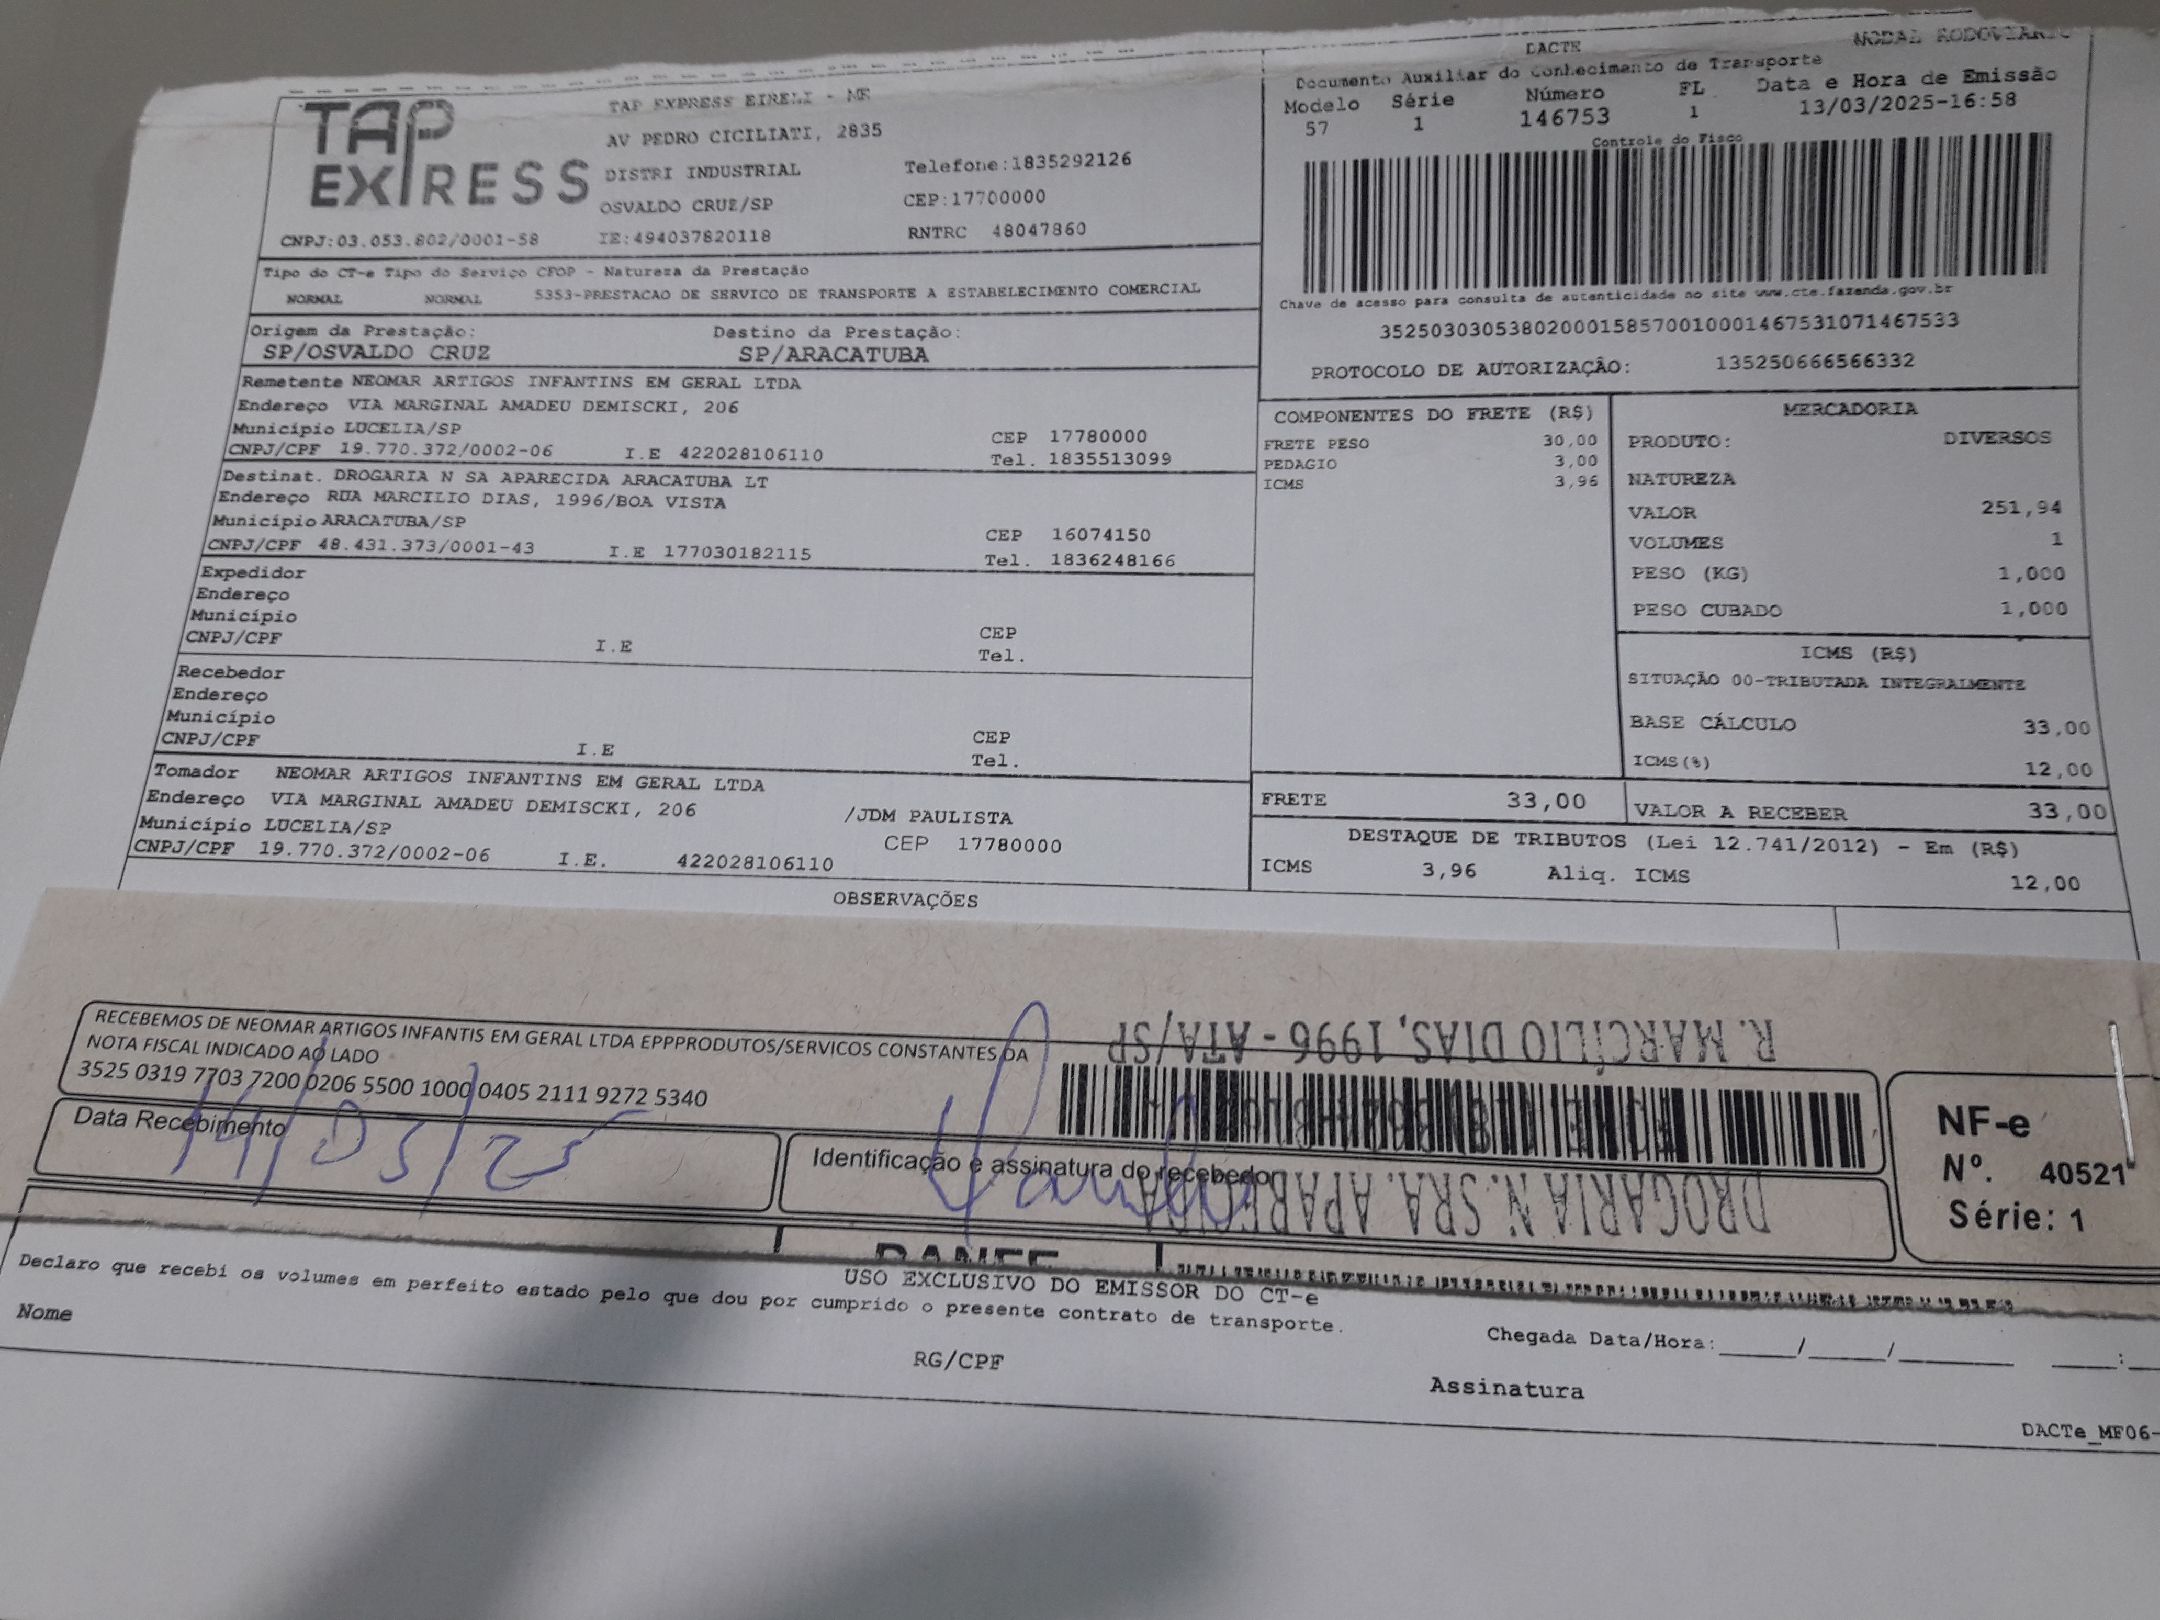 TAP
EXPRESS
TAP EXPRESS EIRELI - ME
AV PEDRO CICILIATI, 2835
DISTRI INDUSTRIAL Telefone:1835292126
OSVALDO CRUZ/SP CEP:17700000
CNPJ:03.053.802/0001-58 IE:494037820118 RNTRC 48047860
DACTE MODAL RODOVIARIO
Documento Auxiliar do Conhecimento de Transporte
Modelo Série Número FL Data e Hora de Emissão
57 1 146753 1 13/03/2025-16:58
Controle do Fisco
Chave de acesso para consulta de autenticidade no site www.cte.fazenda.gov.br
35250303053802000158570010001467531071467533
PROTOCOLO DE AUTORIZAÇÃO: 135250666566332
Tipo do CT-e Tipo do Serviço CFOP - Natureza da Prestação
NORMAL NORMAL 5353-PRESTACAO DE SERVICO DE TRANSPORTE A ESTABELECIMENTO COMERCIAL
Origem da Prestação: Destino da Prestação:
SP/OSVALDO CRUZ SP/ARACATUBA
Remetente NEOMAR ARTIGOS INFANTINS EM GERAL LTDA
Endereço VIA MARGINAL AMADEU DEMISCKI, 206
Município LUCELIA/SP CEP 17780000
CNPJ/CPF 19.770.372/0002-06 I.E 422028106110 Tel. 1835513099
Destinat. DROGARIA N SA APARECIDA ARACATUBA LT
Endereço RUA MARCILIO DIAS, 1996/BOA VISTA
Município ARACATUBA/SP CEP 16074150
CNPJ/CPF 48.431.373/0001-43 I.E 177030182115 Tel. 1836248166
Expedidor
Endereço
Município CEP
CNPJ/CPF I.E Tel.
Recebedor
Endereço
Município CEP
CNPJ/CPF I.E Tel.
Tomador NEOMAR ARTIGOS INFANTINS EM GERAL LTDA
Endereço VIA MARGINAL AMADEU DEMISCKI, 206 /JDM PAULISTA
Município LUCELIA/SP CEP 17780000
CNPJ/CPF 19.770.372/0002-06 I.E. 422028106110
COMPONENTES DO FRETE (R$)
FRETE PESO 30,00
PEDAGIO 3,00
ICMS 3,96
MERCADORIA
PRODUTO: DIVERSOS
NATUREZA
VALOR 251,94
VOLUMES 1
PESO (KG) 1,000
PESO CUBADO 1,000
ICMS (R$)
SITUAÇÃO 00-TRIBUTADA INTEGRALMENTE
BASE CÁLCULO 33,00
ICMS(%) 12,00
FRETE 33,00 VALOR A RECEBER 33,00
DESTAQUE DE TRIBUTOS (Lei 12.741/2012) - Em (R$)
ICMS 3,96 Aliq. ICMS 12,00
OBSERVAÇÕES
RECEBEMOS DE NEOMAR ARTIGOS INFANTIS EM GERAL LTDA EPPPRODUTOS/SERVICOS CONSTANTES DA
NOTA FISCAL INDICADO AO LADO
3525 0319 7703 7200 0206 5500 1000 0405 2111 9272 5340
R. MARCÍLIO DIAS, 1996 - ATA/SP
DROGARIA N. SRA. APARECIDA
Data Recebimento
14/03/25
Identificação e assinatura do recebedo
NF-e
Nº. 40521
Série: 1
DANFE
USO EXCLUSIVO DO EMISSOR DO CT-e
Declaro que recebi os volumes em perfeito estado pelo que dou por cumprido o presente contrato de transporte.
Nome RG/CPF Chegada Data/Hora:_____/_____/_______ ____:
Assinatura
DACTe_MF06-